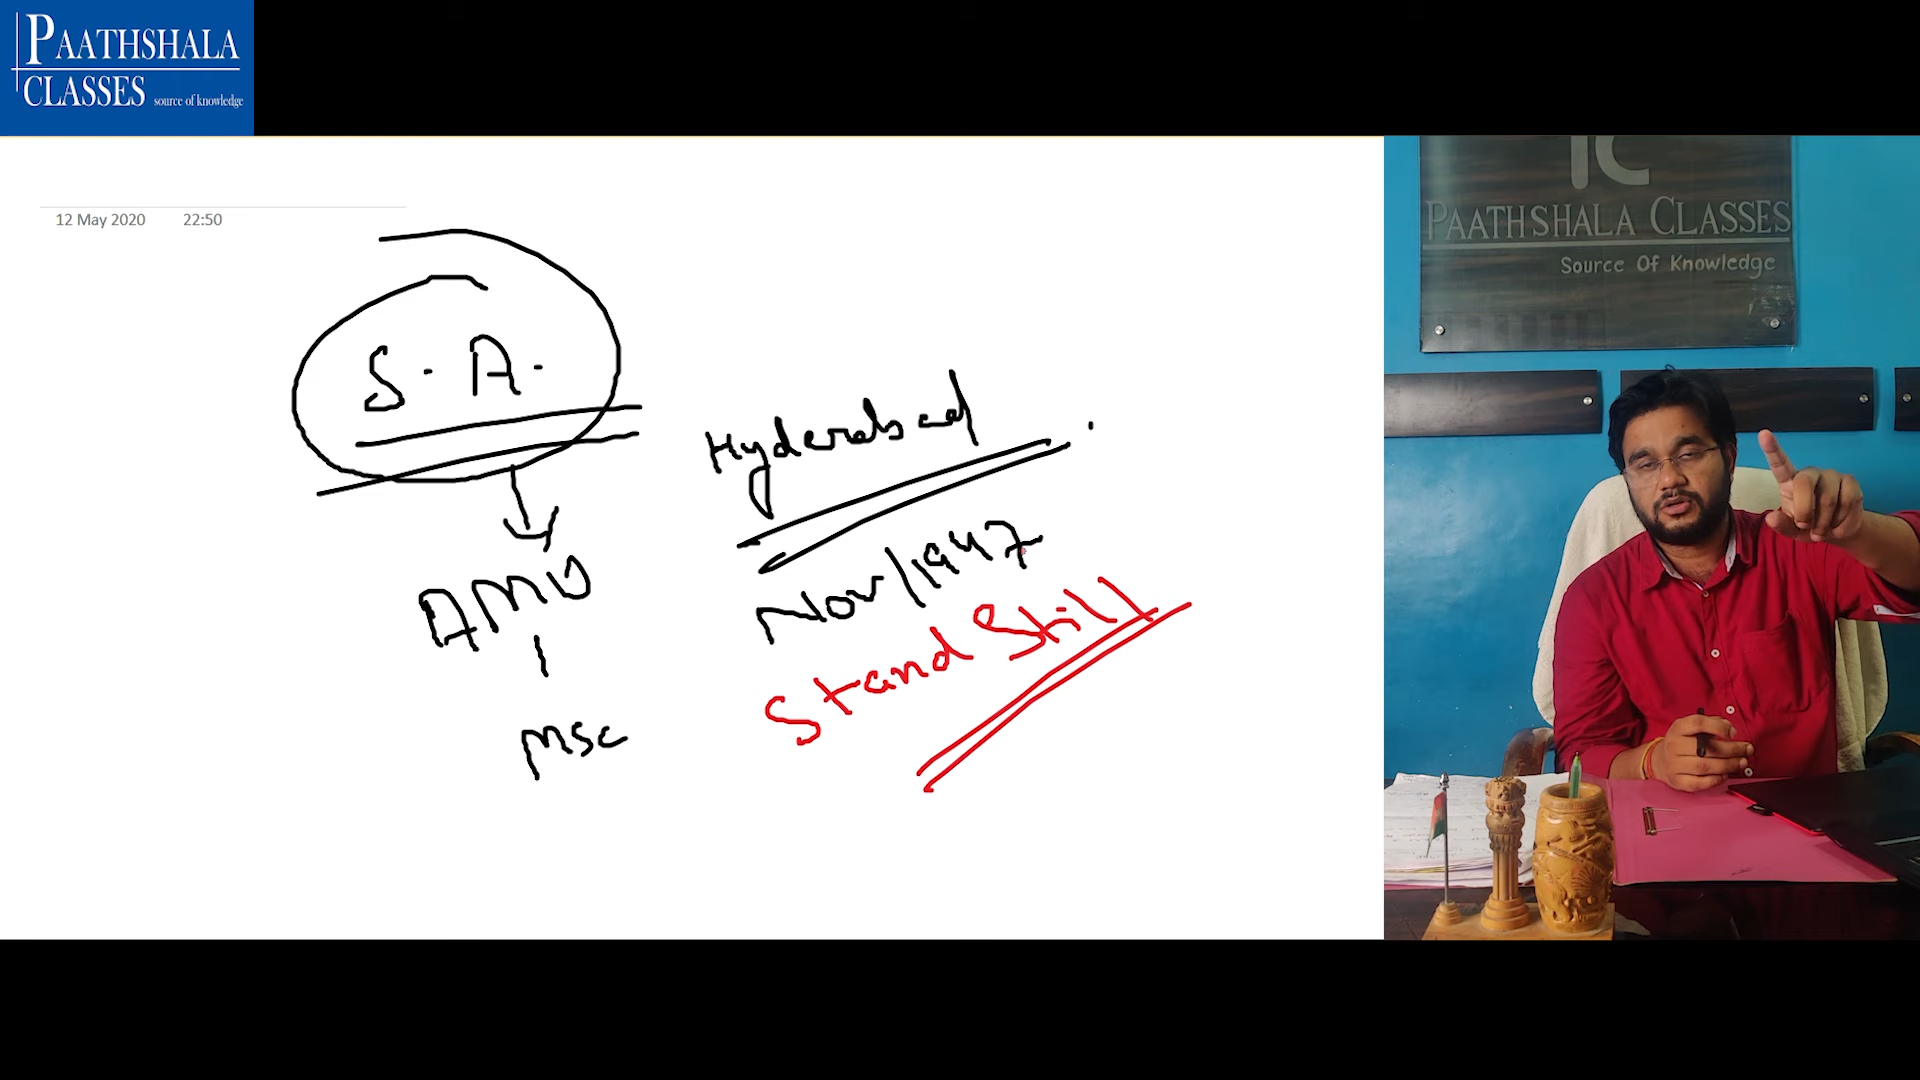 PAATHSHALA
CLASSES source of knowledge
12 May 2020 22:50
S. A.
AMU
MSc
Hyderabad.
Nov/1947
Stand Still
PAATHSHALA CLASSES
Source Of Knowledge